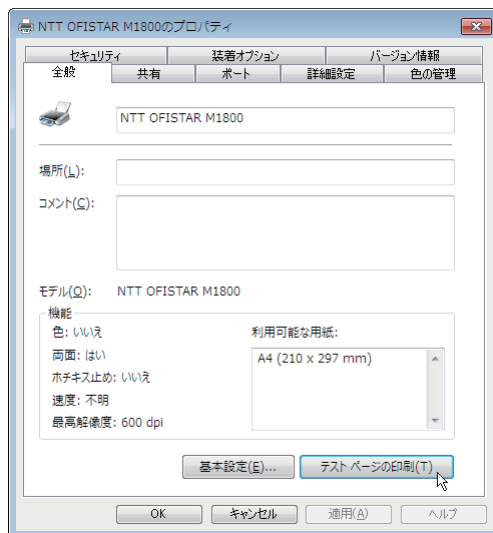 NTT OFISTAR M1800のプロパティ
セキュリティ 装着オプション バージョン情報
全般 共有 ポート 詳細設定 色の管理
NTT OFISTAR M1800
場所(L):
コメント(C):
モデル(O): NTT OFISTAR M1800
機能
色: いいえ 利用可能な用紙:
両面: はい A4 (210 x 297 mm)
ホチキス止め: いいえ
速度: 不明
最高解像度: 600 dpi
基本設定(E)... テスト ページの印刷(T)
OK キャンセル 適用(A) ヘルプ